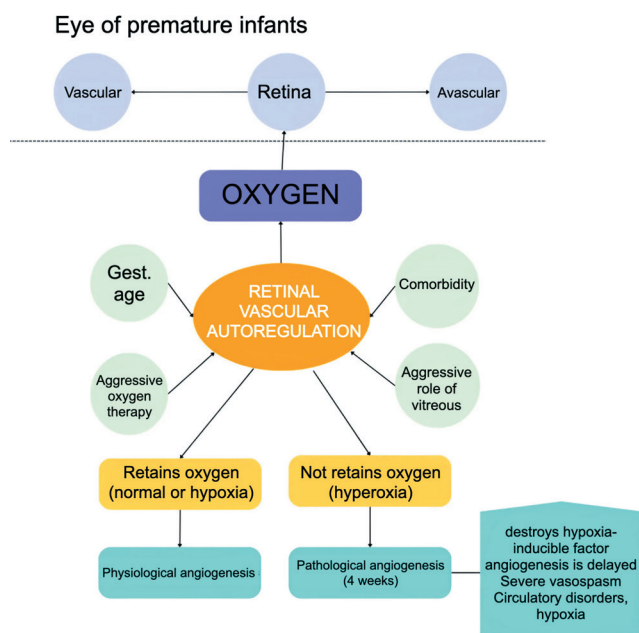 Eye of premature infants
Vascular
Retina
Avascular
OXYGEN
Gest.
age
RETINAL
VASCULAR
AUTOREGULATION
Comorbidity
Aggressive
oxygen
therapy
Aggressive
role of
vitreous
Retains oxygen
(normal or hypoxia)
Not retains oxygen
(hyperoxia)
Physiological angiogenesis
Pathological angiogenesis
(4 weeks)
destroys hypoxia-
inducible factor
angiogenesis is delayed
Severe vasospasm
Circulatory disorders,
hypoxia